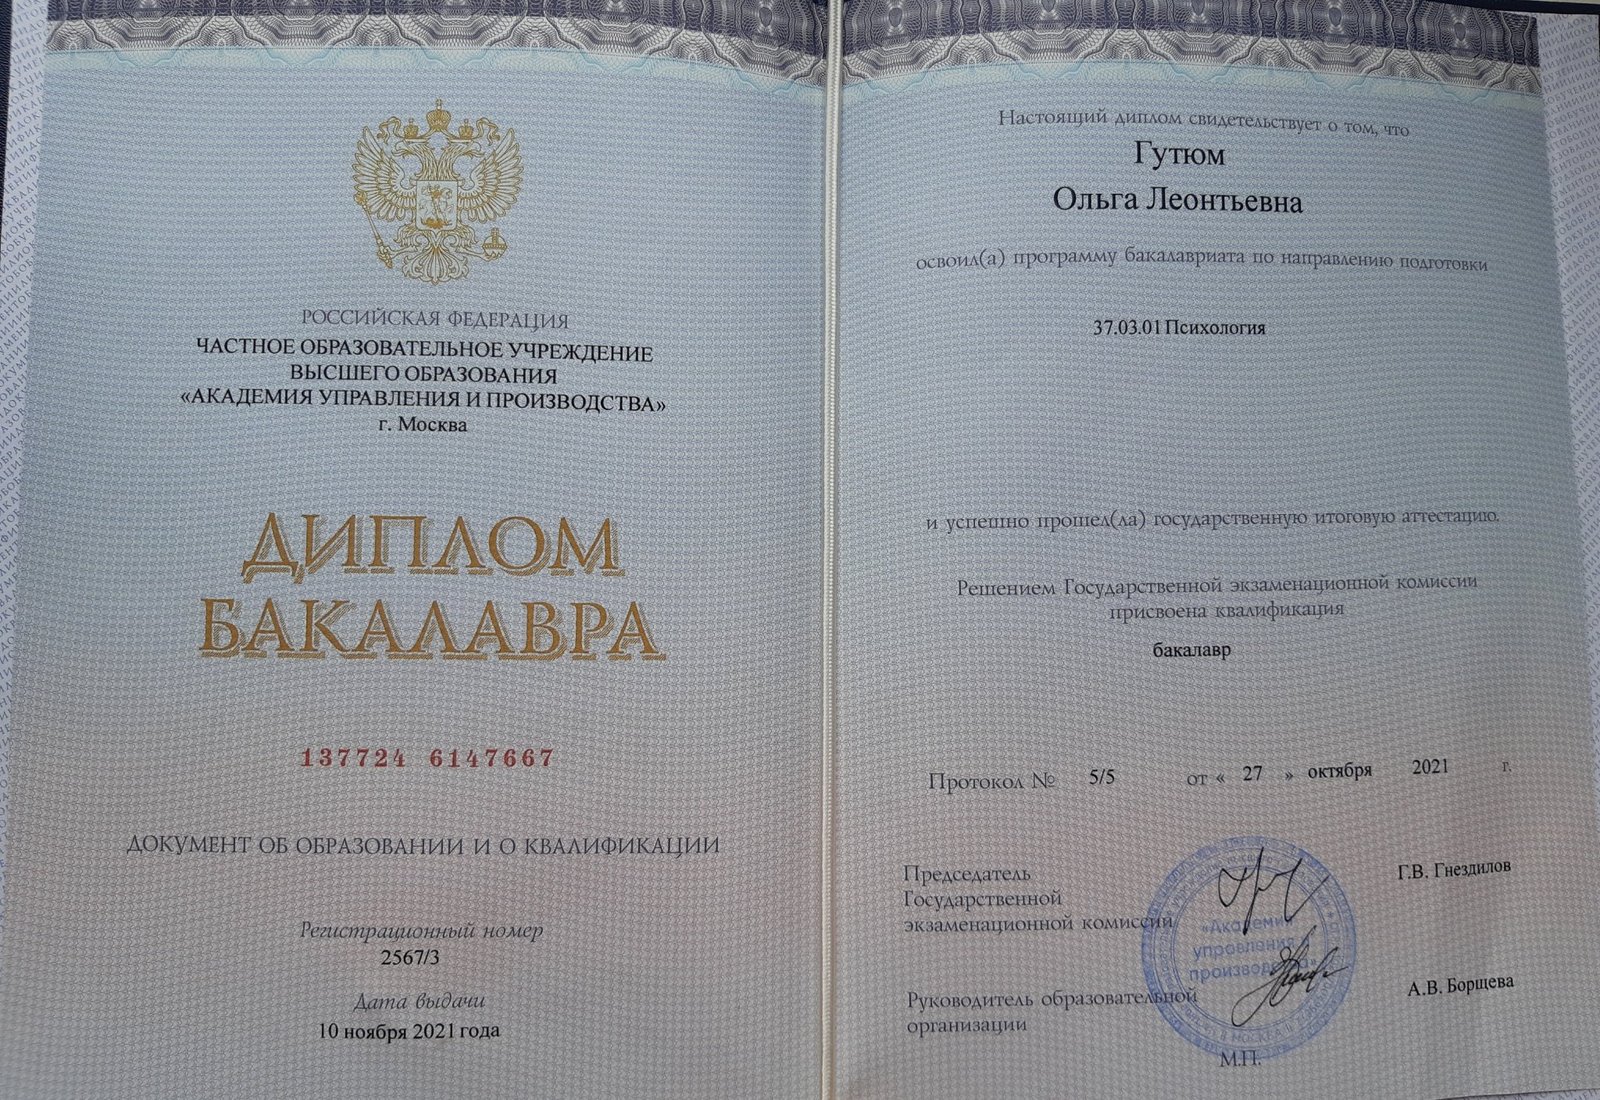 РОССИЙСКАЯ ФЕДЕРАЦИЯ
ЧАСТНОЕ ОБРАЗОВАТЕЛЬНОЕ УЧРЕЖДЕНИЕ
ВЫСШЕГО ОБРАЗОВАНИЯ
«АКАДЕМИЯ УПРАВЛЕНИЯ И ПРОИЗВОДСТВА»
г. Москва
ДИПЛОМ
БАКАЛАВРА
137724 6147667
ДОКУМЕНТ ОБ ОБРАЗОВАНИИ И О КВАЛИФИКАЦИИ
Регистрационный номер
2567/3
Дата выдачи
10 ноября 2021 года
Настоящий диплом свидетельствует о том, что
Гутюм
Ольга Леонтьевна
освоил(а) программу бакалавриата по направлению подготовки
37.03.01 Психология
и успешно прошел(ла) государственную итоговую аттестацию.
Решением Государственной экзаменационной комиссии
присвоена квалификация
бакалавр
Протокол № 5/5 от « 27 » октября 2021 г.
Председатель
Государственной
экзаменационной комиссии
Г.В. Гнездилов
«Академия
управления
производства»
Руководитель образовательной
организации
А.В. Борщева
М.П.